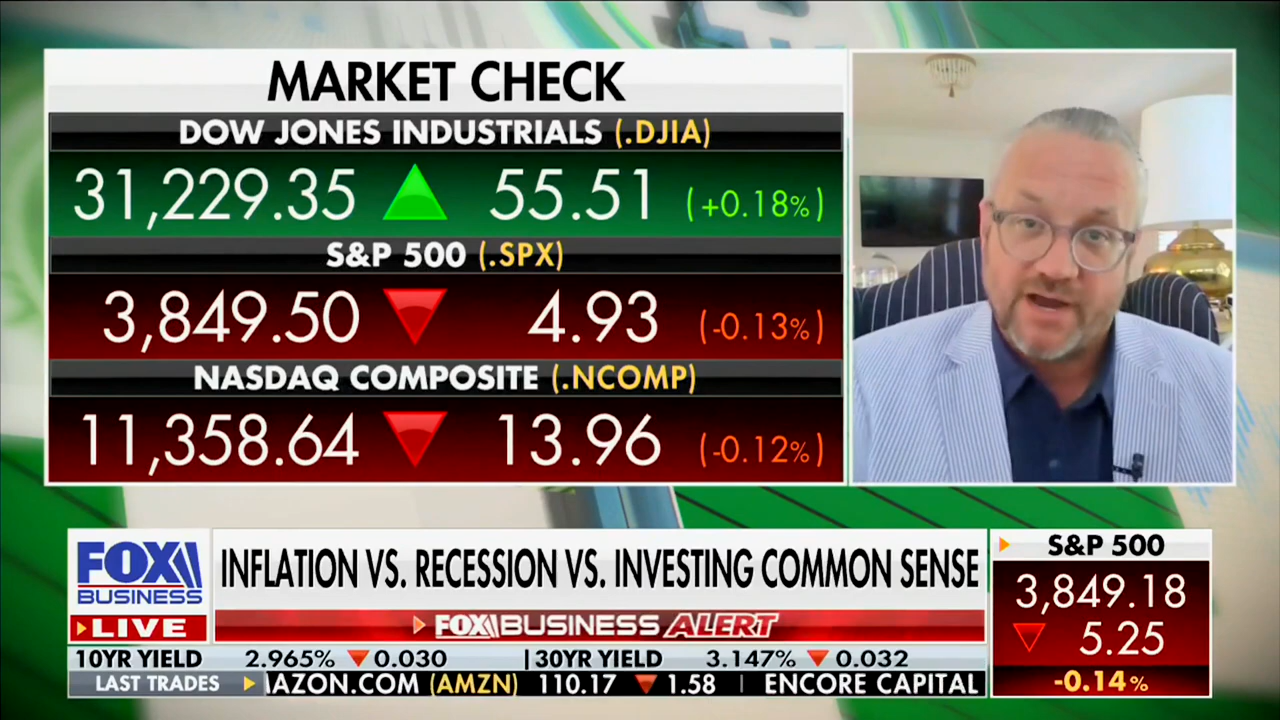 MARKET CHECK
DOW JONES INDUSTRIALS (.DJIA)
31,229.35 55.51 (+0.18%)
S&P 500 (.SPX)
3,849.50 4.93 (-0.13%)
NASDAQ COMPOSITE (.NCOMP)
11,358.64 13.96 (-0.12%)
FOX
BUSINESS
LIVE
INFLATION VS. RECESSION VS. INVESTING COMMON SENSE
FOX BUSINESS ALERT
S&P 500
3,849.18
5.25
-0.14%
10YR YIELD 2.965% 0.030 | 30YR YIELD 3.147% 0.032
LAST TRADES AZON.COM (AMZN) 110.17 1.58 | ENCORE CAPITAL